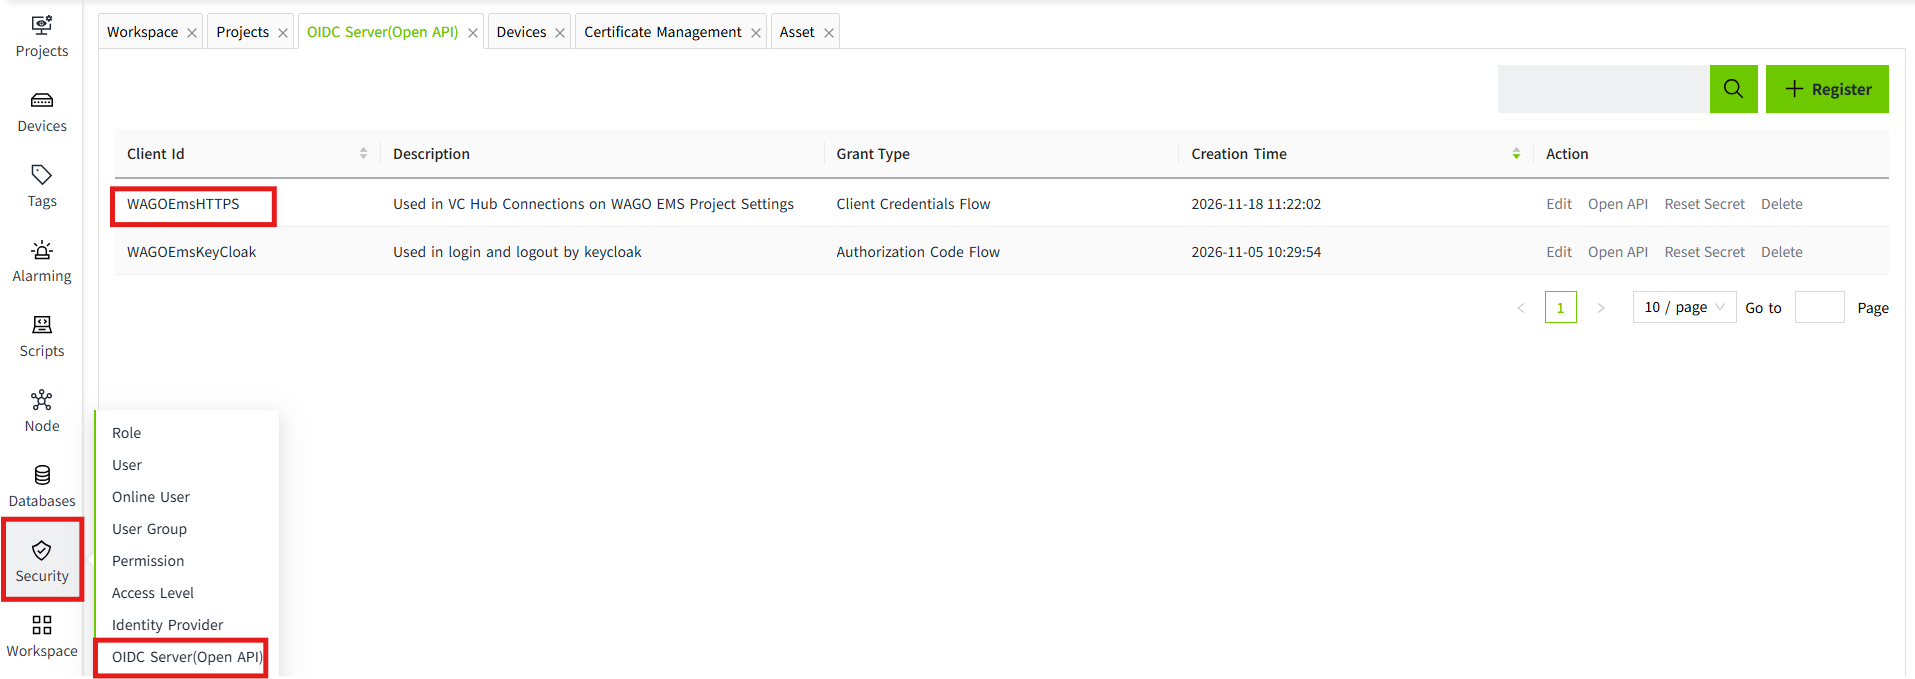 Projects
Devices
Tags
Alarming
Scripts
Node
Databases
Security
Workspace
Workspace Projects OIDC Server(Open API) Devices Certificate Management Asset
Register
Client Id Description Grant Type Creation Time Action
WAGOEmsHTTPS Used in VC Hub Connections on WAGO EMS Project Settings Client Credentials Flow 2026-11-18 11:22:02 Edit Open API Reset Secret Delete
WAGOEmsKeyCloak Used in login and logout by keycloak Authorization Code Flow 2026-11-05 10:29:54 Edit Open API Reset Secret Delete
1 10 / page Go to Page
Role
User
Online User
User Group
Permission
Access Level
Identity Provider
OIDC Server(Open API)